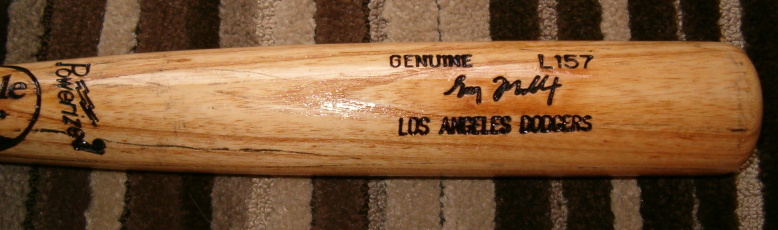 GENUINE L157
LOS ANGELES DODGERS
Powerized